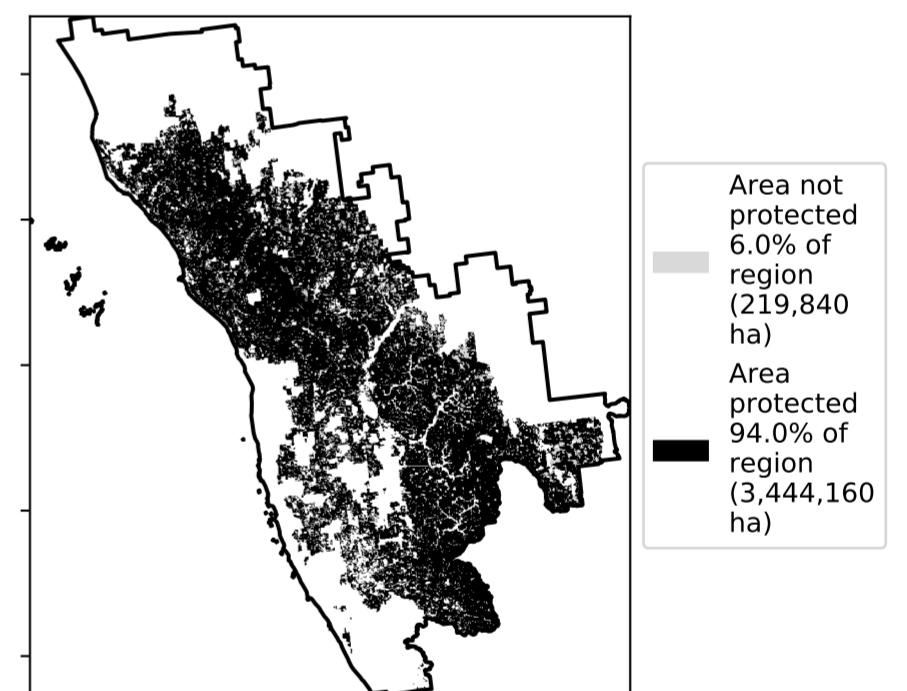 Area not
protected
6.0% of
region
(219,840
ha)
Area
protected
94.0% of
region
(3,444,160
ha)